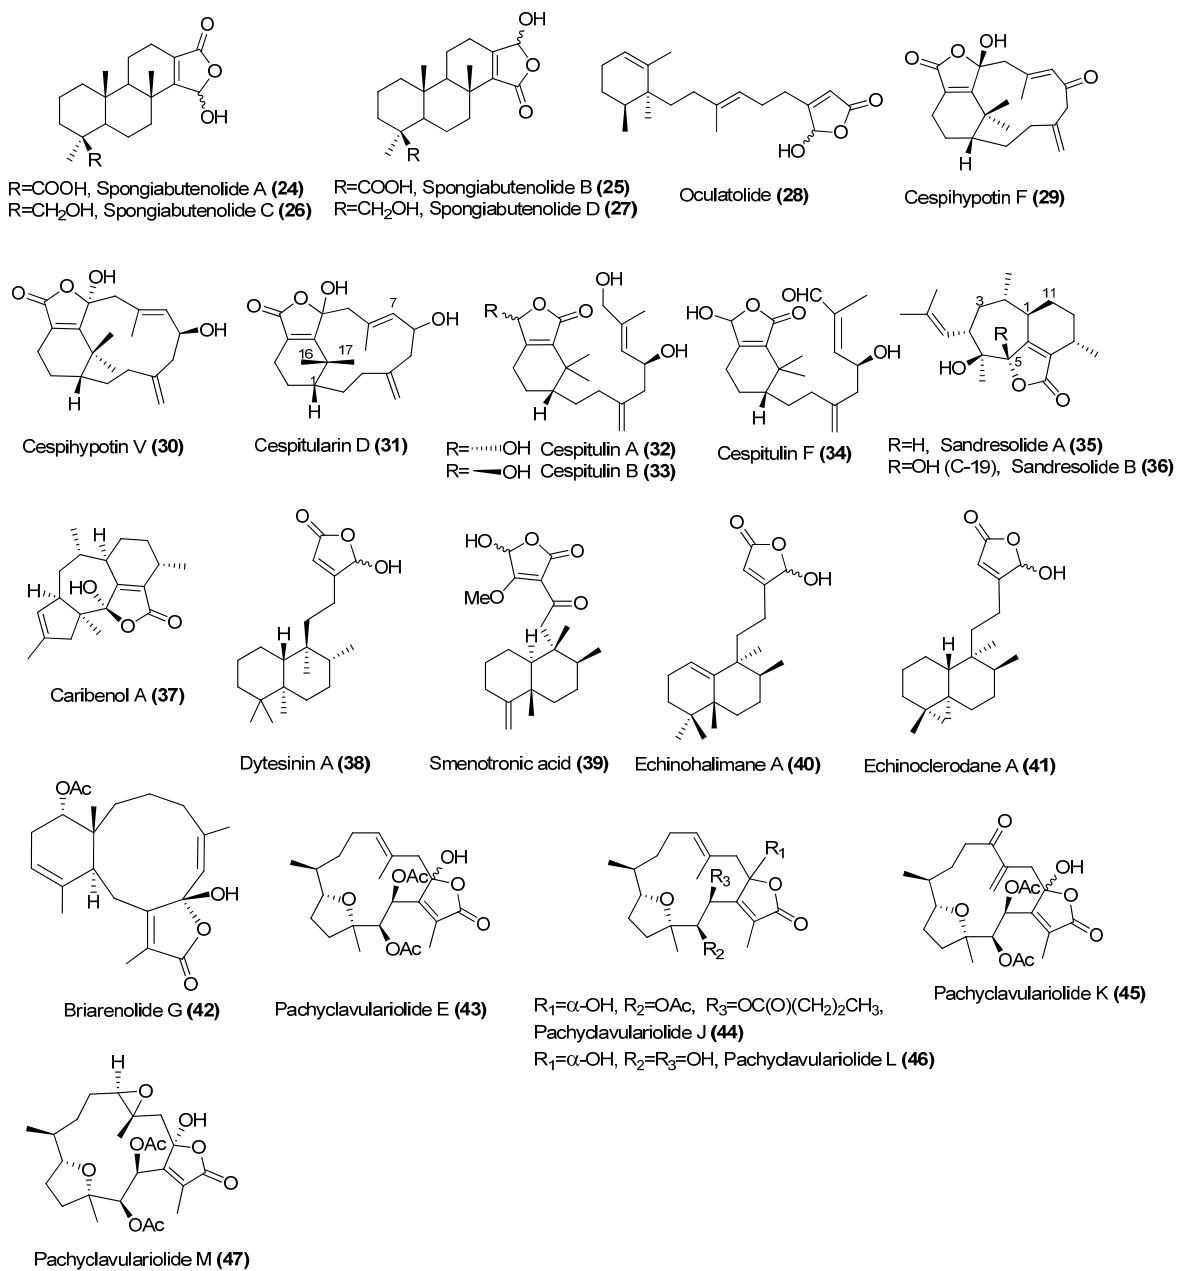 O
O
OH
R
R=COOH, Spongiabutenolide A (24)
R=CH2OH, Spongiabutenolide C (26)
OH
O
O
R
R=COOH, Spongiabutenolide B (25)
R=CH2OH, Spongiabutenolide D (27)
O
O
HO
Oculatolide (28)
O
O
OH
O
H
Cespihypotin F (29)
O
O
OH
OH
H
Cespihypotin V (30)
O
O
OH
7
OH
16
17
1
H
Cespitularin D (31)
OH
R
O
O
OH
H
R= OH Cespitulin A (32)
R= OH Cespitulin B (33)
OHC
HO
O
O
OH
H
Cespitulin F (34)
3
1
11
R
HO
5
O
O
R=H, Sandresolide A (35)
R=OH (C-19), Sandresolide B (36)
H
H
HO
O
O
Caribenol A (37)
O
O
OH
H
Dytesinin A (38)
HO
O
O
MeO
O
H
Smenotronic acid (39)
O
O
OH
Echinohalimane A (40)
O
O
OH
H
Echinoclerodane A (41)
OAc
H
OH
O
O
Briarenolide G (42)
OH
OAc
O
O
O
OAc
Pachyclavulariolide E (43)
R1
R3
O
O
O
R2
R1=α-OH, R2=OAc, R3=OC(O)(CH2)2CH3,
Pachyclavulariolide J (44)
R1=α-OH, R2=R3=OH, Pachyclavulariolide L (46)
O
OH
OAc
O
O
O
OAc
Pachyclavulariolide K (45)
H
O
OH
OAc
O
O
O
OAc
Pachyclavulariolide M (47)